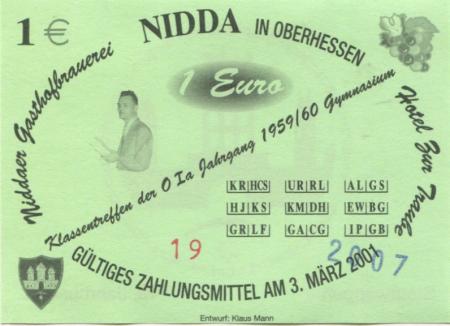 1 €
NIDDA IN OBERHESSEN
Niddaer Gasthofbrauerei
1 Euro
Hotel Zur Traube
Klassentreffen der O Ia Jahrgang 1959/60 Gymnasium
KR|HCS UR|RL AL|GS
HJ|KS KM|DH EW|BG
GR|LF GA|CG IP|GB
19 2007
GÜLTIGES ZAHLUNGSMITTEL AM 3. MÄRZ 2001
Entwurf: Klaus Mann